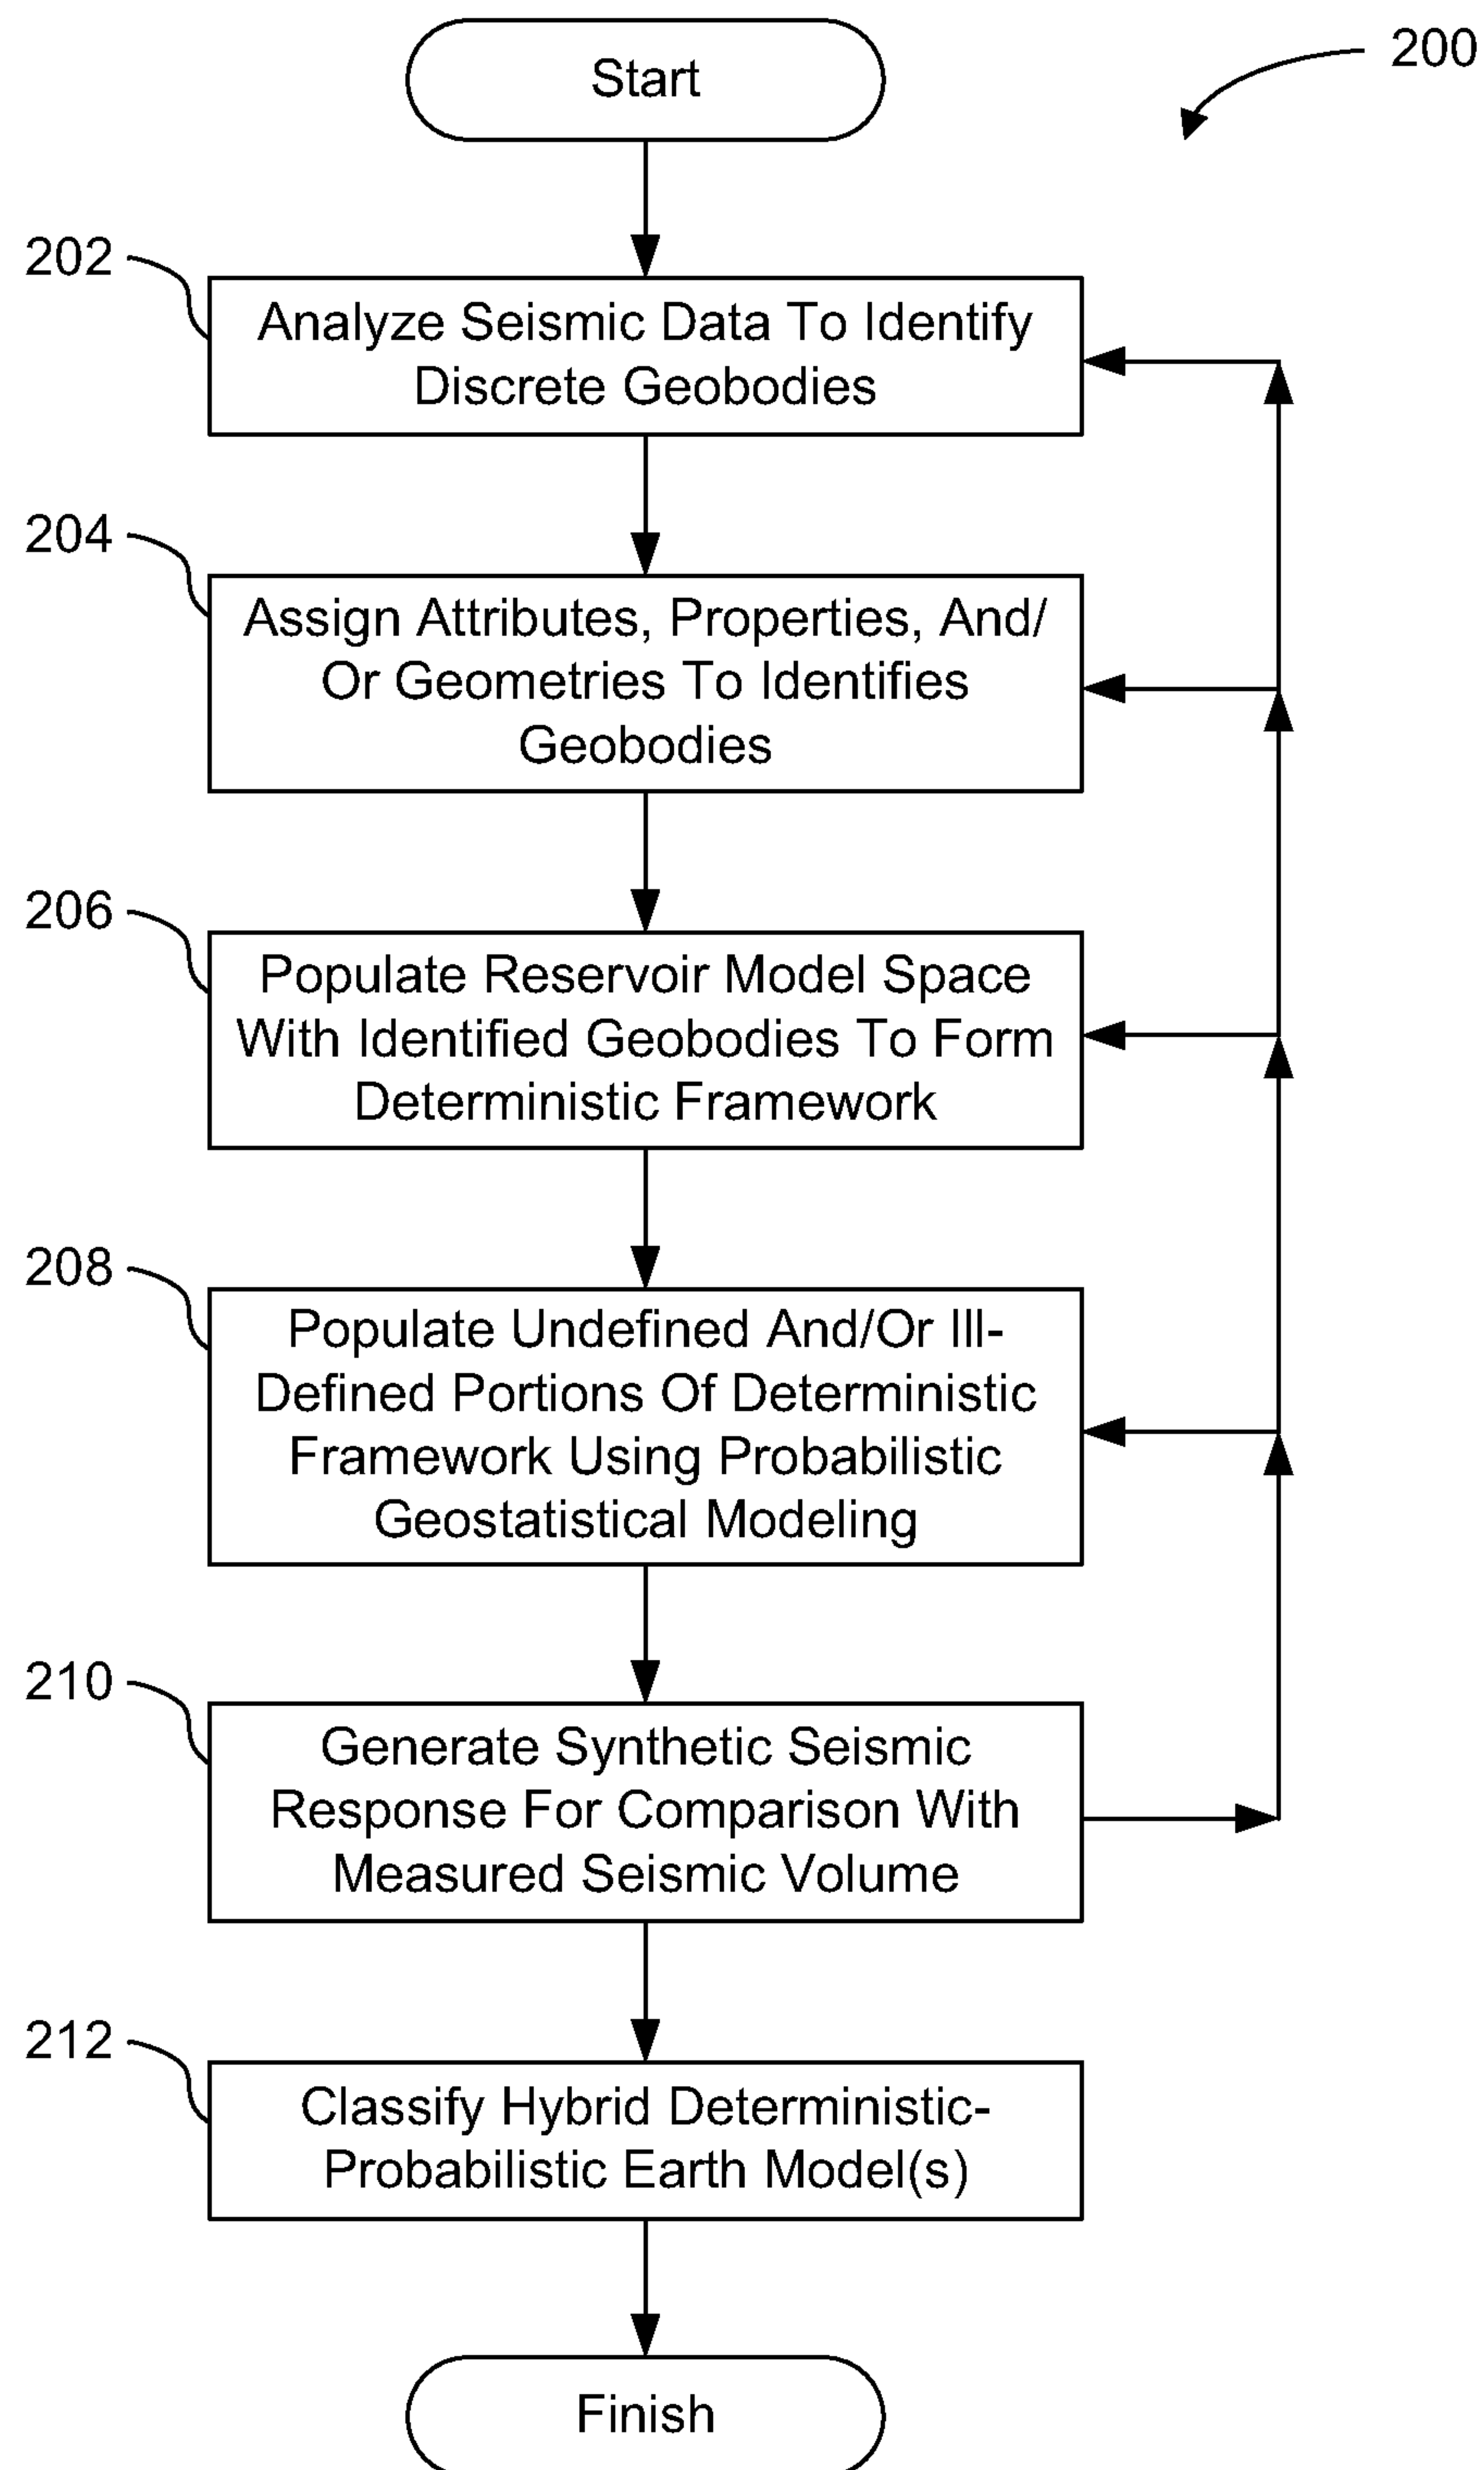 Start
200
202
Analyze Seismic Data To Identify
Discrete Geobodies
204
Assign Attributes, Properties, And/
Or Geometries To Identifies
Geobodies
206
Populate Reservoir Model Space
With Identified Geobodies To Form
Deterministic Framework
208
Populate Undefined And/Or Ill-
Defined Portions Of Deterministic
Framework Using Probabilistic
Geostatistical Modeling
210
Generate Synthetic Seismic
Response For Comparison With
Measured Seismic Volume
212
Classify Hybrid Deterministic-
Probabilistic Earth Model(s)
Finish